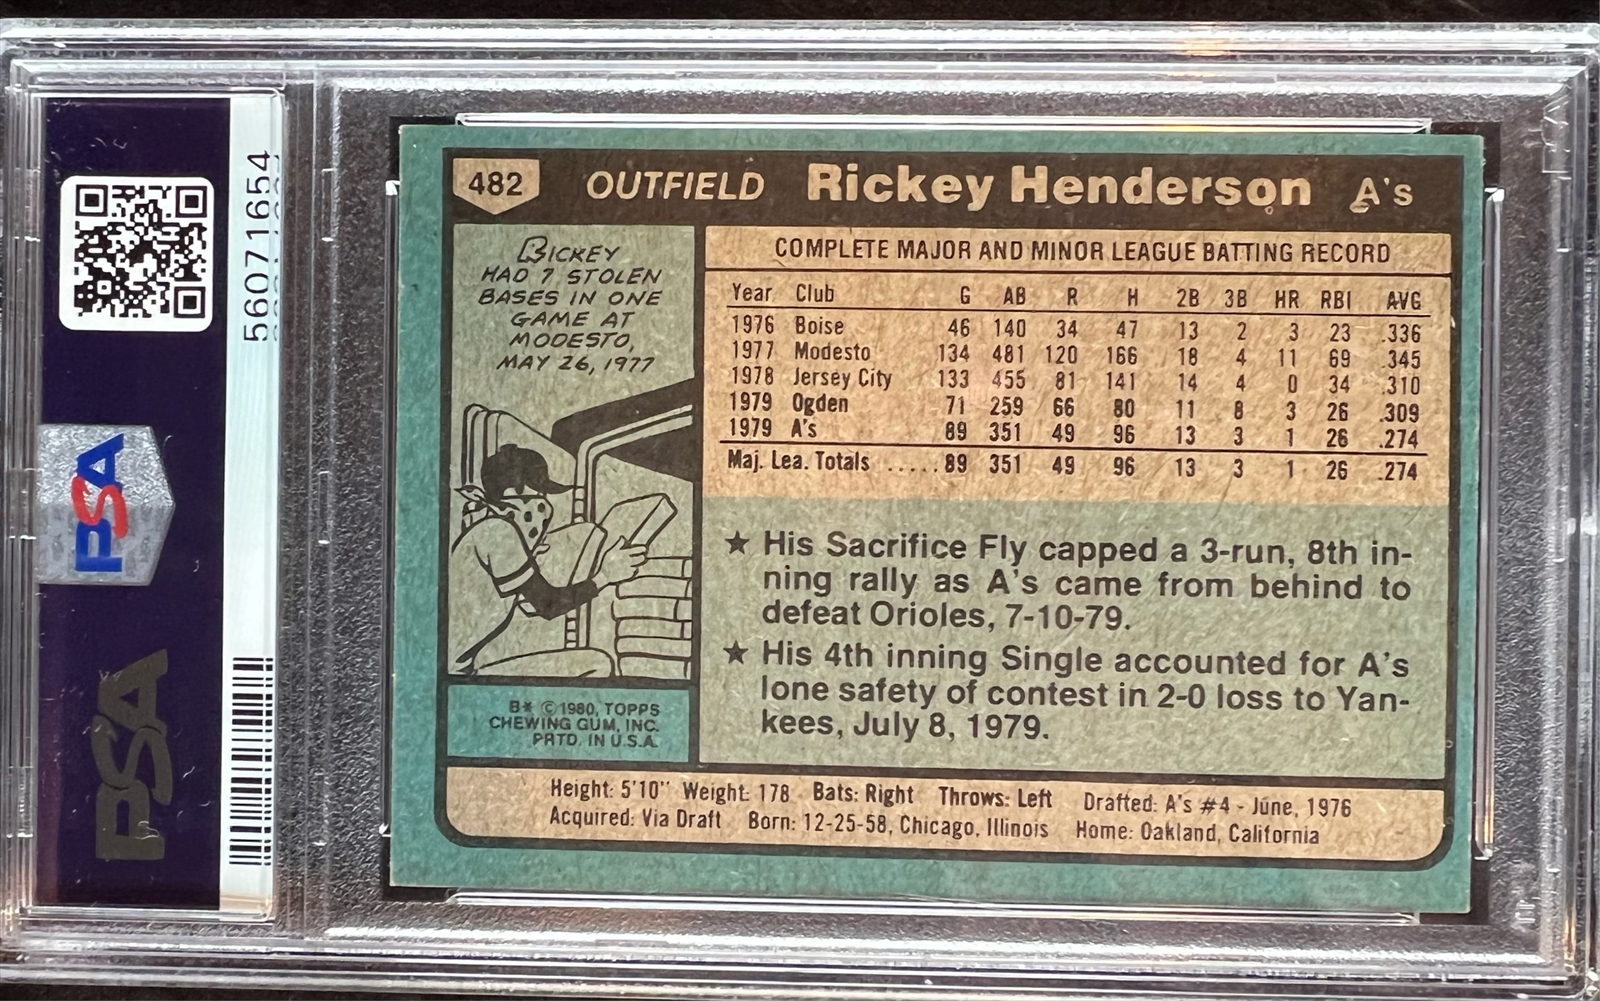 56071654
PSA
PSA
482 OUTFIELD Rickey Henderson A's
RICKEY
HAD 7 STOLEN
BASES IN ONE
GAME AT
MODESTO,
MAY 26, 1977
B* © 1980, TOPPS
CHEWING GUM, INC.
PRTD. IN U.S.A.
COMPLETE MAJOR AND MINOR LEAGUE BATTING RECORD
Year Club G AB R H 2B 3B HR RBI AVG
1976 Boise 46 140 34 47 13 2 3 23 .336
1977 Modesto 134 481 120 166 18 4 11 69 .345
1978 Jersey City 133 455 81 141 14 4 0 34 .310
1979 Ogden 71 259 66 80 11 8 3 26 .309
1979 A's 89 351 49 96 13 3 1 26 .274
Maj. Lea. Totals ..... 89 351 49 96 13 3 1 26 .274
★ His Sacrifice Fly capped a 3-run, 8th in-
ning rally as A's came from behind to
defeat Orioles, 7-10-79.
★ His 4th inning Single accounted for A's
lone safety of contest in 2-0 loss to Yan-
kees, July 8, 1979.
Height: 5'10" Weight: 178 Bats: Right Throws: Left Drafted: A's #4 - June, 1976
Acquired: Via Draft Born: 12-25-58, Chicago, Illinois Home: Oakland, California